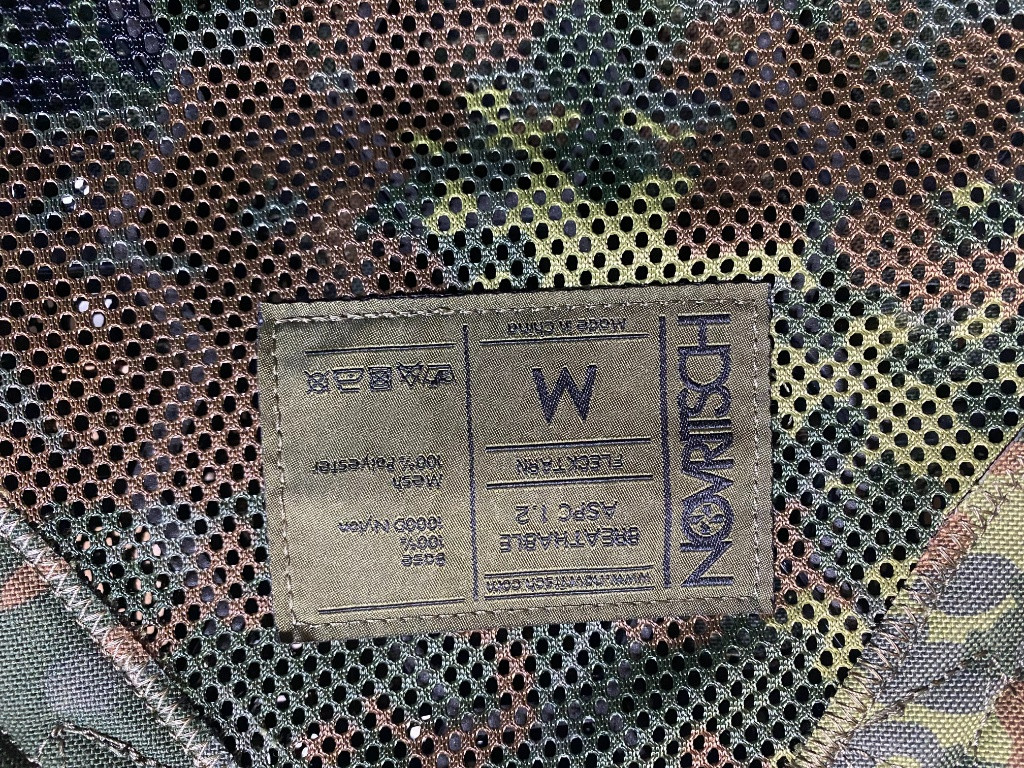 NOVRITSCH
www.novritsch.com
BREATHABLE
ASPC 1.2
FLECKTARN
M
Made in China
Base
100%
1000D Nylon
Mesh
100% Polyester